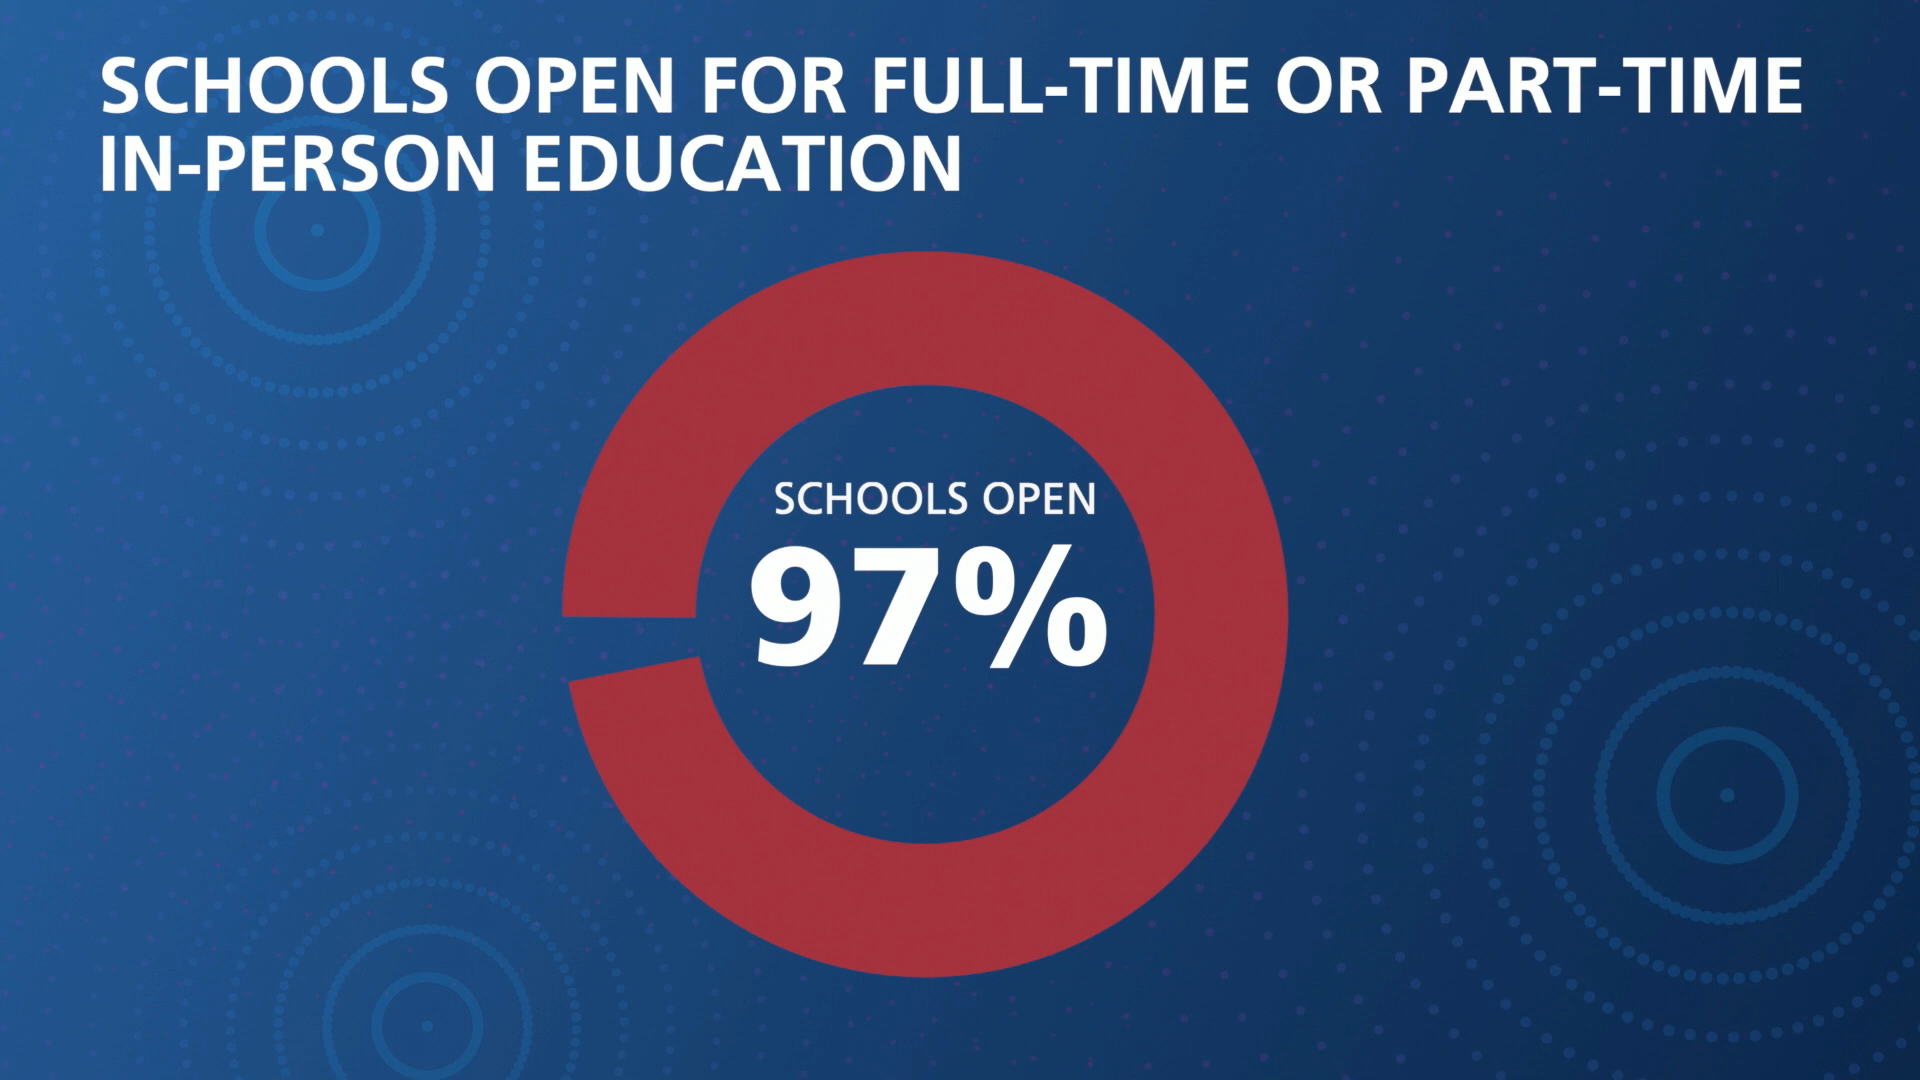 SCHOOLS OPEN FOR FULL-TIME OR PART-TIME
IN-PERSON EDUCATION
SCHOOLS OPEN
97%